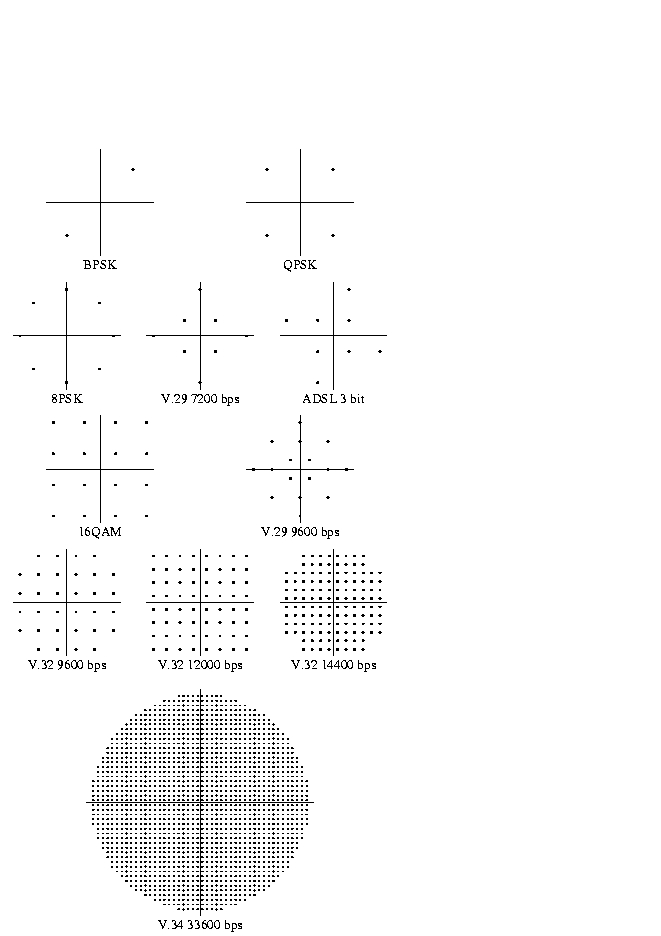 BPSK
QPSK
8PSK
V.29 7200 bps
ADSL 3 bit
16QAM
V.29 9600 bps
V.32 9600 bps
V.32 12000 bps
V.32 14400 bps
V.34 33600 bps